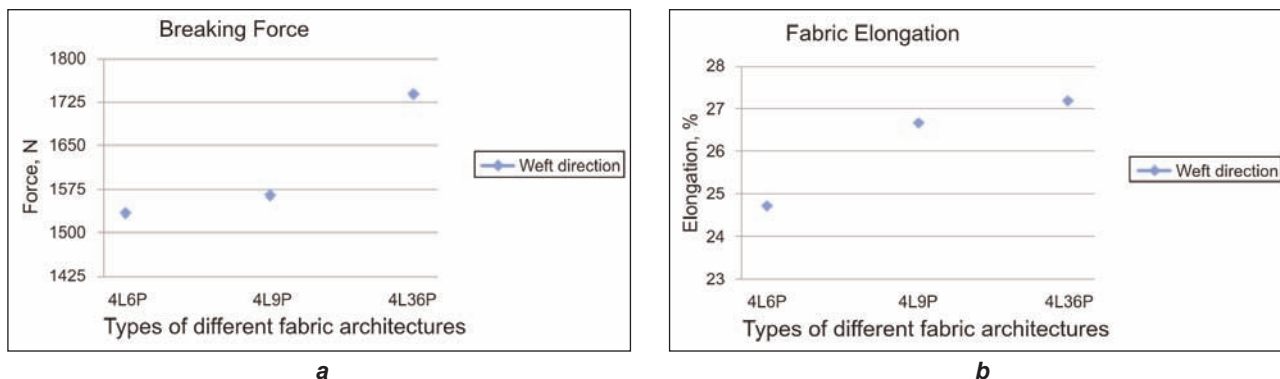 Breaking Force
Force, N
1800
1725
1650
1575
1500
1425
4L6P 4L9P 4L36P
Types of different fabric architectures
Weft direction
a
Fabric Elongation
Elongation, %
28
27
26
25
24
23
4L6P 4L9P 4L36P
Types of different fabric architectures
Weft direction
b